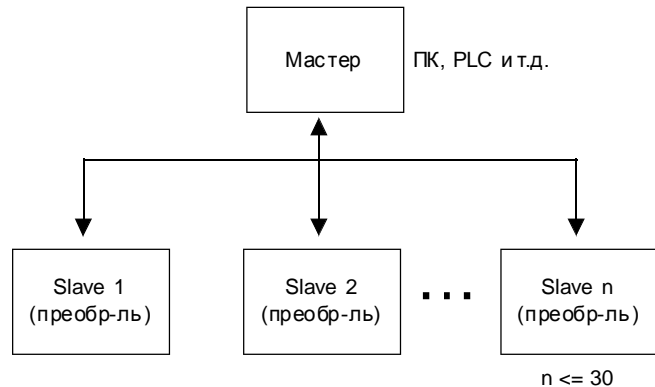 Мастер
ПК, PLC и т.д.
Slave 1
(преобр-ль)
Slave 2
(преобр-ль)
...
Slave n
(преобр-ль)
n <= 30